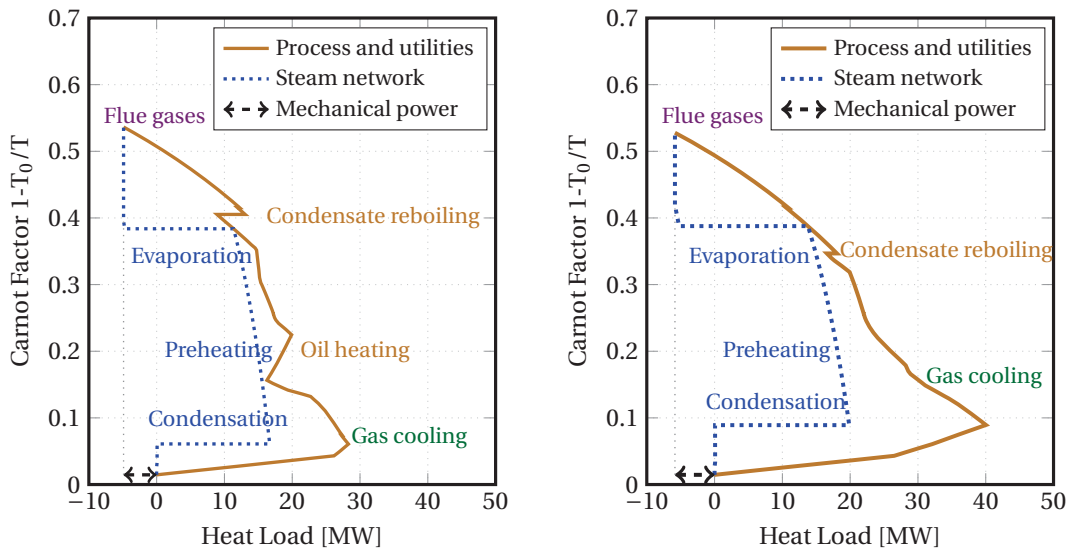 Carnot Factor 1-T₀/T
0.7
0.6
0.5
0.4
0.3
0.2
0.1
0
Process and utilities
Steam network
Mechanical power
Flue gases
Condensate reboiling
Evaporation
Preheating
Oil heating
Condensation
Gas cooling
−10 0 10 20 30 40 50
Heat Load [MW]
Carnot Factor 1-T₀/T
0.7
0.6
0.5
0.4
0.3
0.2
0.1
0
Process and utilities
Steam network
Mechanical power
Flue gases
Evaporation
Condensate reboiling
Preheating
Gas cooling
Condensation
−10 0 10 20 30 40 50
Heat Load [MW]